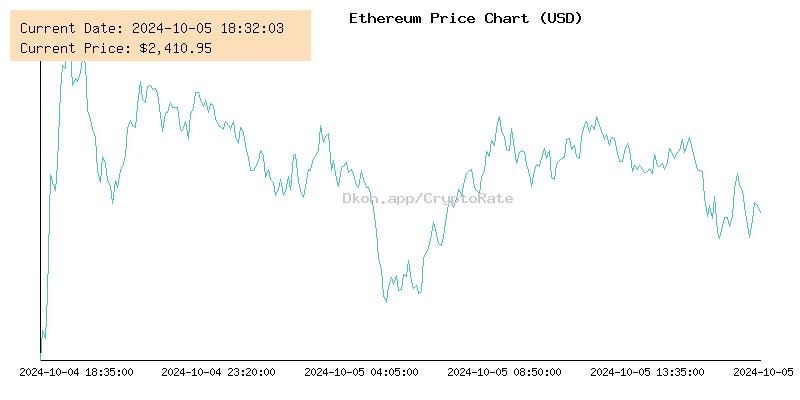 Ethereum Price Chart (USD)
Current Date: 2024-10-05 18:32:03
Current Price: $2,410.95
Dkon.app/CryptoRate
2024-10-04 18:35:00
2024-10-04 23:20:00
2024-10-05 04:05:00
2024-10-05 08:50:00
2024-10-05 13:35:00
2024-10-05